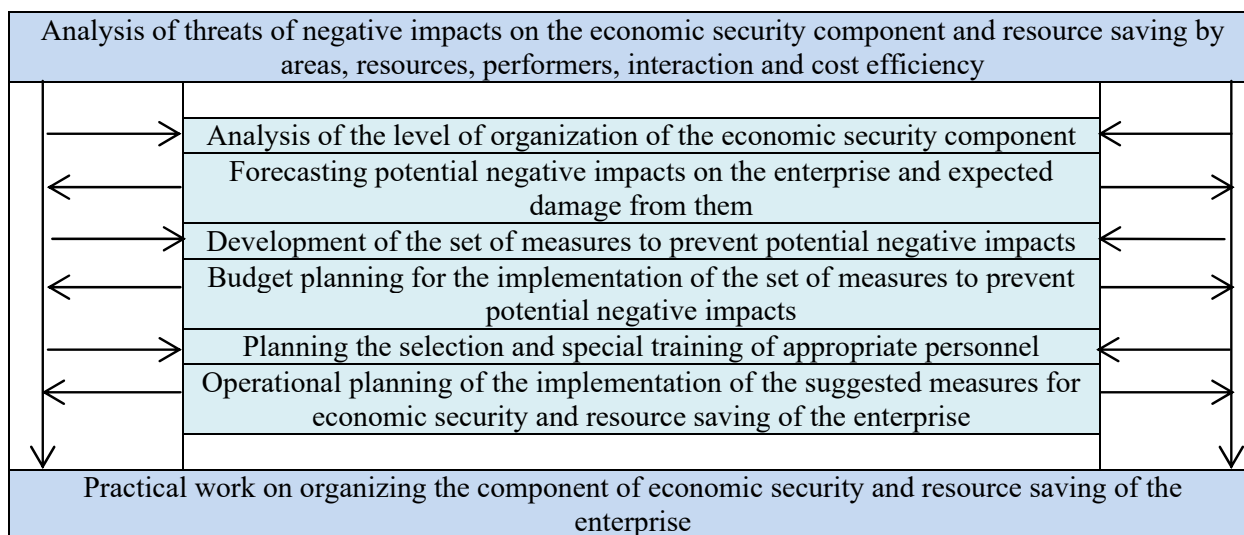 Analysis of threats of negative impacts on the economic security component and resource saving by
areas, resources, performers, interaction and cost efficiency
Analysis of the level of organization of the economic security component
Forecasting potential negative impacts on the enterprise and expected
damage from them
Development of the set of measures to prevent potential negative impacts
Budget planning for the implementation of the set of measures to prevent
potential negative impacts
Planning the selection and special training of appropriate personnel
Operational planning of the implementation of the suggested measures for
economic security and resource saving of the enterprise
Practical work on organizing the component of economic security and resource saving of the
enterprise